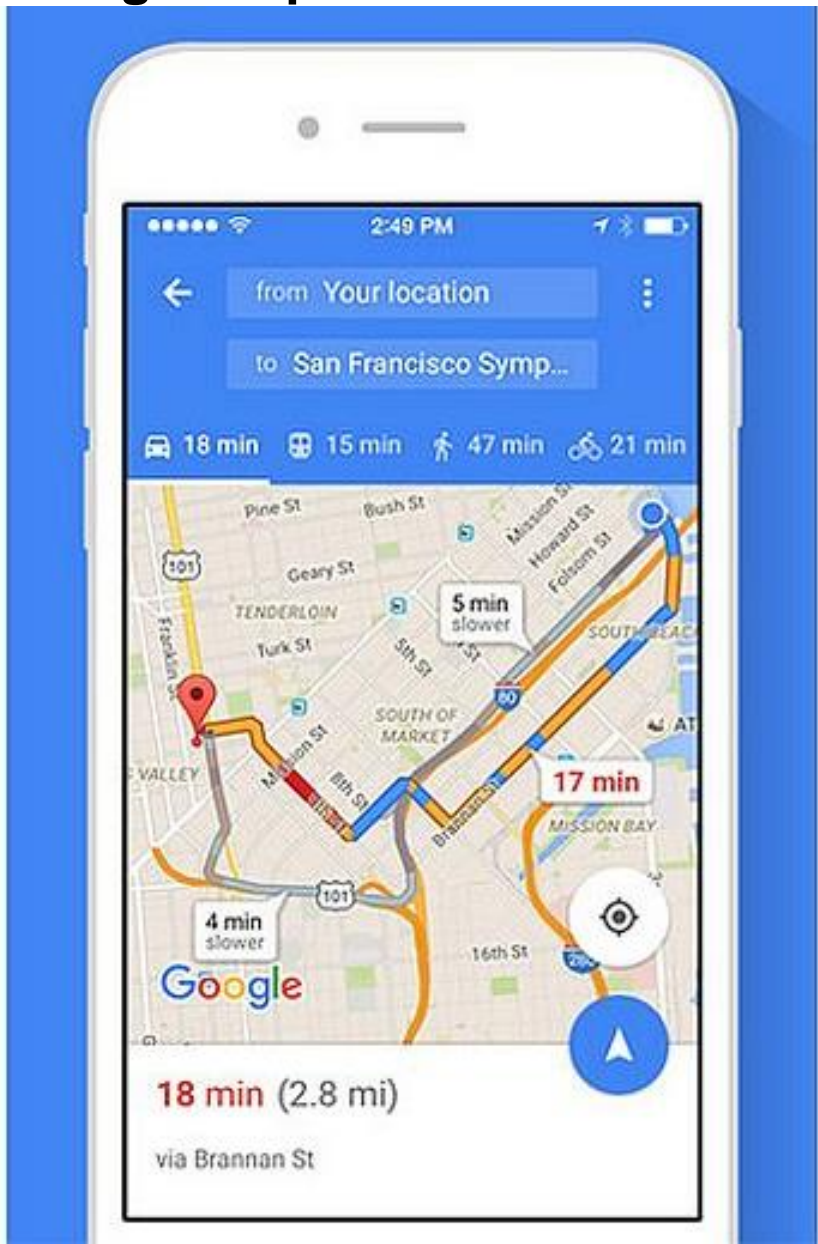 2:49 PM
from Your location
to San Francisco Symp...
18 min 15 min 47 min 21 min
Pine St
Bush St
Mission St
Howard St
Folsom St
101
Geary St
TENDERLOIN
Franklin St
Turk St
5th St
5 min
slower
SOUTH BEAC
80
SOUTH OF
MARKET
Mission St
8th St
VALLEY
17 min
Brannan St
MISSION BAY
101
4 min
slower
16th St
280
Google
18 min (2.8 mi)
via Brannan St